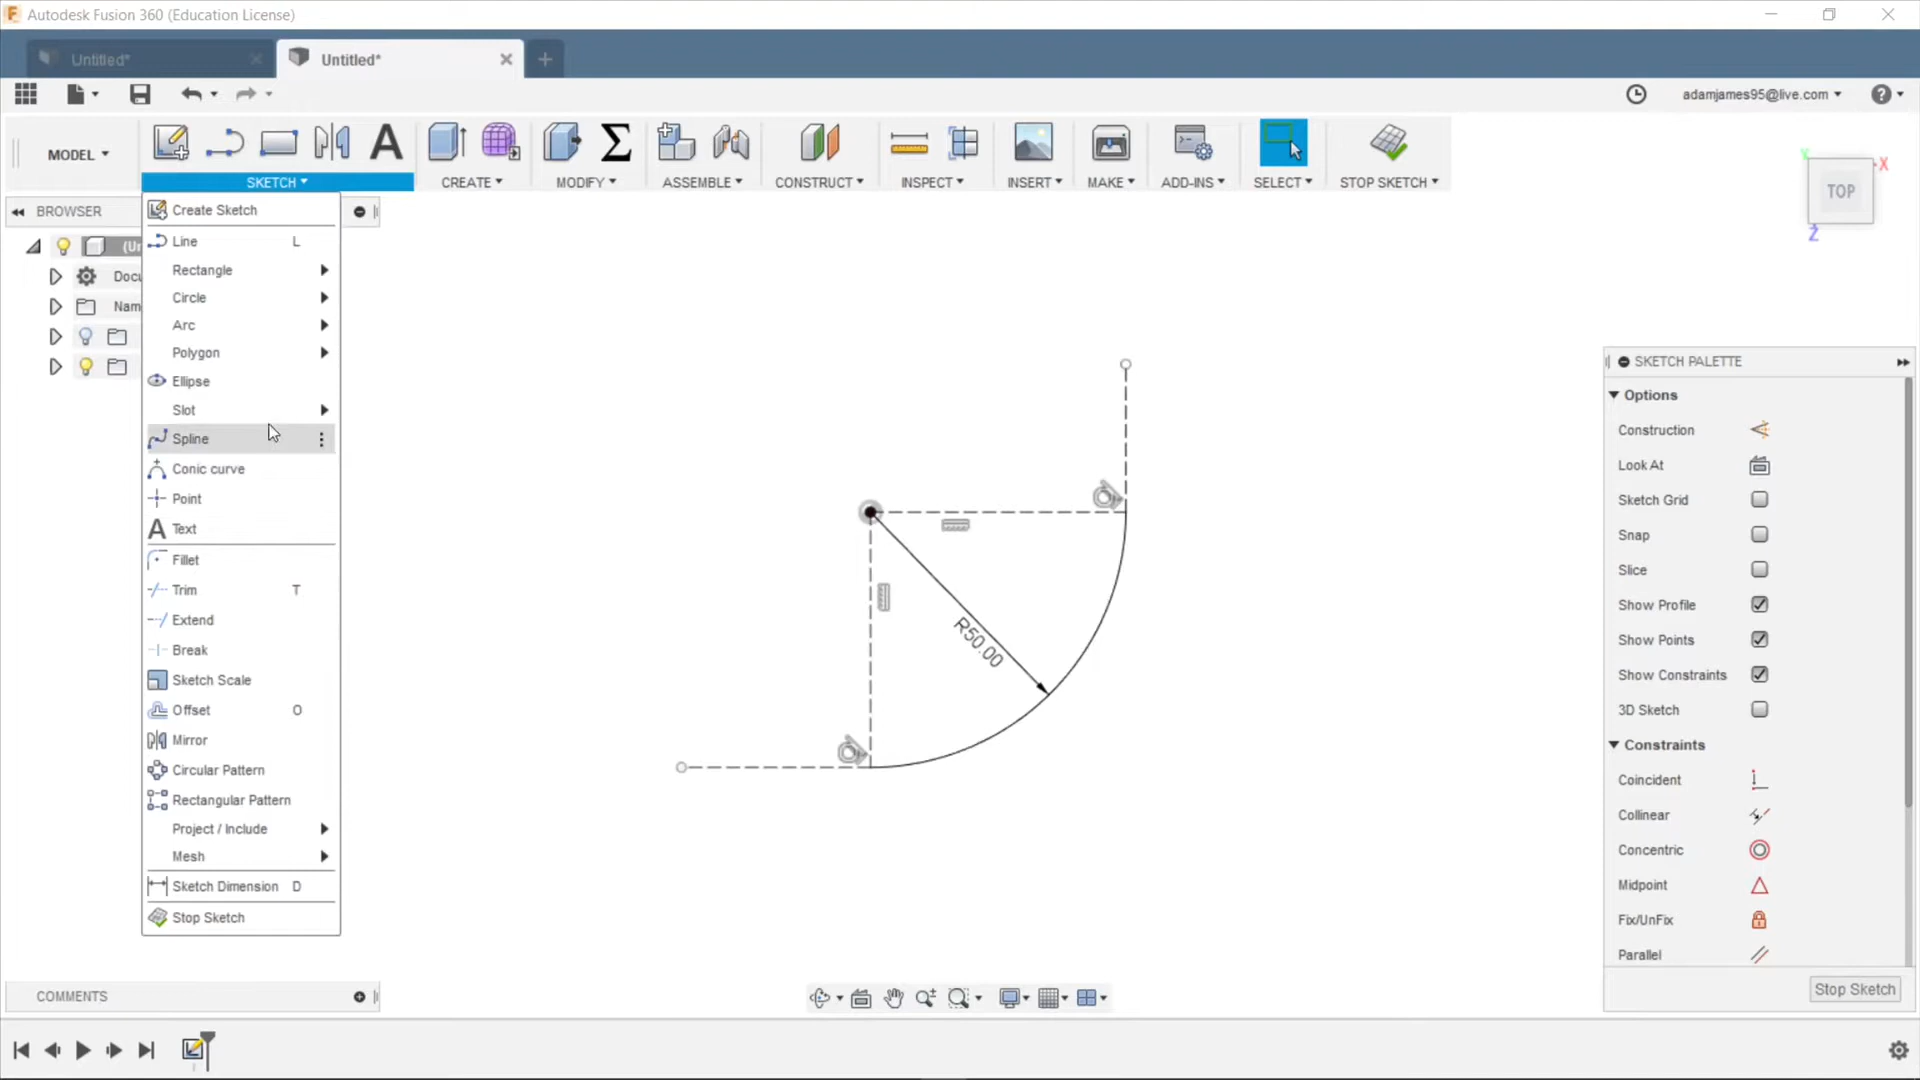 Autodesk Fusion 360 (Education License)
Untitled*
Untitled*
adamjames95@live.com
MODEL
SKETCH
CREATE
MODIFY
ASSEMBLE
CONSTRUCT
INSPECT
INSERT
MAKE
ADD-INS
SELECT
STOP SKETCH
TOP
X
Y
Z
BROWSER
(Un
Docu
Nam
Create Sketch
Line L
Rectangle
Circle
Arc
Polygon
Ellipse
Slot
Spline
Conic curve
Point
Text
Fillet
Trim T
Extend
Break
Sketch Scale
Offset O
Mirror
Circular Pattern
Rectangular Pattern
Project / Include
Mesh
Sketch Dimension D
Stop Sketch
R50.00
SKETCH PALETTE
Options
Construction
Look At
Sketch Grid
Snap
Slice
Show Profile
Show Points
Show Constraints
3D Sketch
Constraints
Coincident
Collinear
Concentric
Midpoint
Fix/UnFix
Parallel
Stop Sketch
COMMENTS